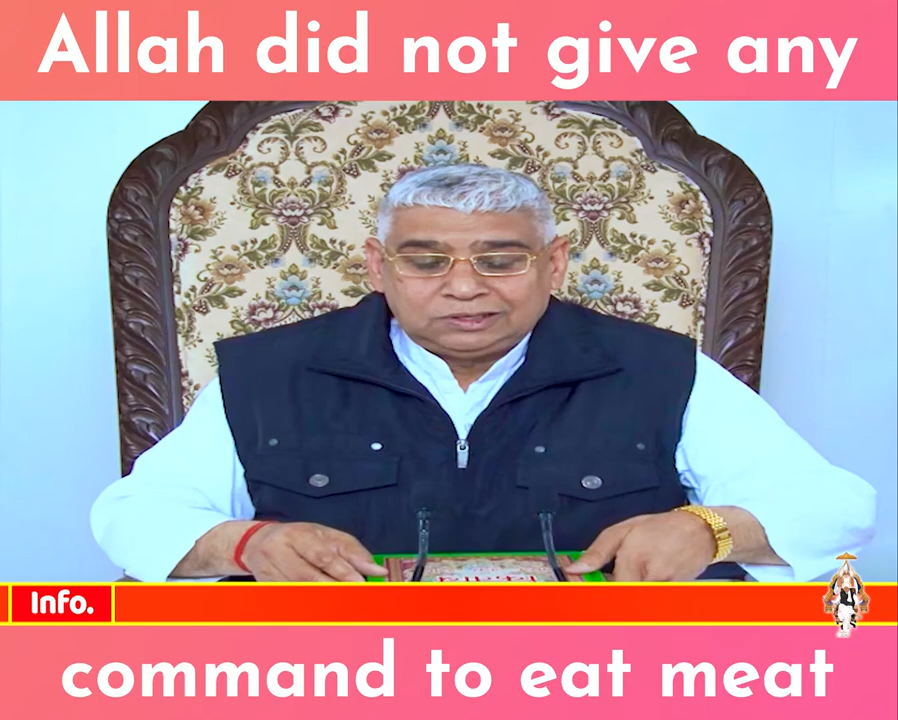 Allah did not give any
Info.
command to eat meat